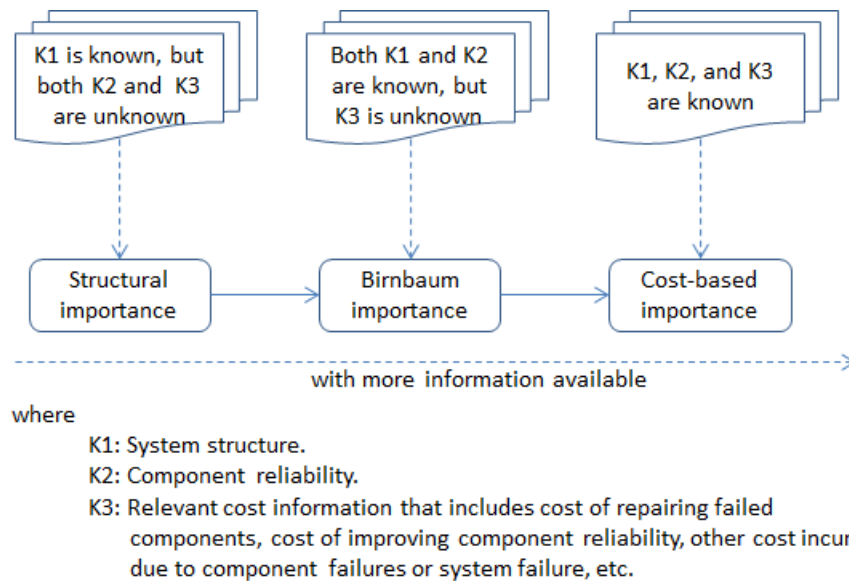 K1 is known, but
both K2 and K3
are unknown
Both K1 and K2
are known, but
K3 is unknown
K1, K2, and K3
are known
Structural
importance
Birnbaum
importance
Cost-based
importance
with more information available
where
K1: System structure.
K2: Component reliability.
K3: Relevant cost information that includes cost of repairing failed
components, cost of improving component reliability, other cost incur
due to component failures or system failure, etc.